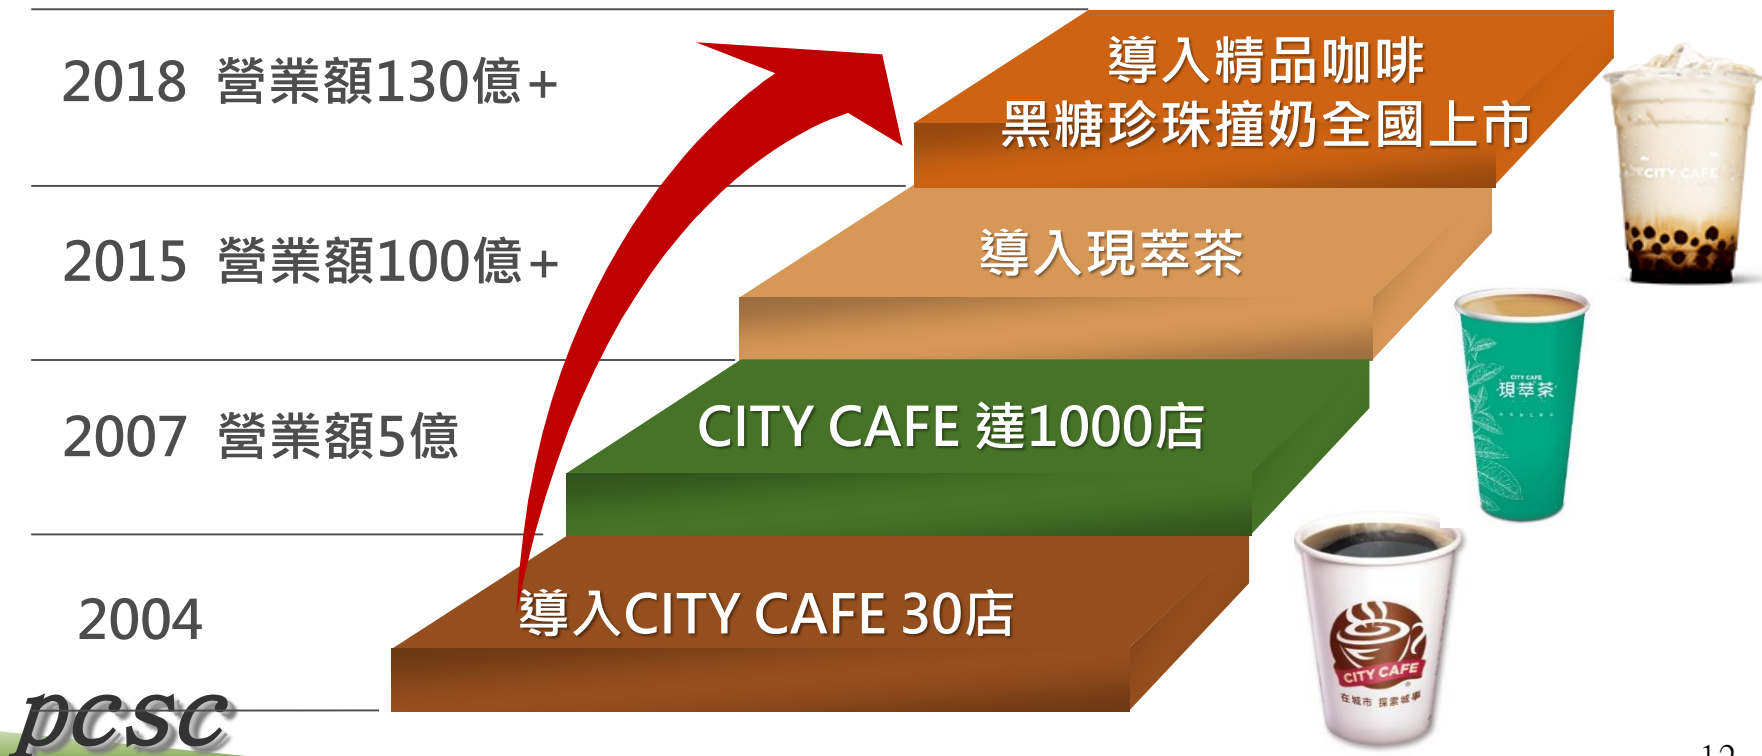 2018 營業額130億+
導入精品咖啡
黑糖珍珠撞奶全國上市
CITY CAFE
2015 營業額100億+
導入現萃茶
CITY CAFE
現萃茶
2007 營業額5億
CITY CAFE 達1000店
2004
導入CITY CAFE 30店
CITY CAFE
在城市 探索城事
pcsc
12